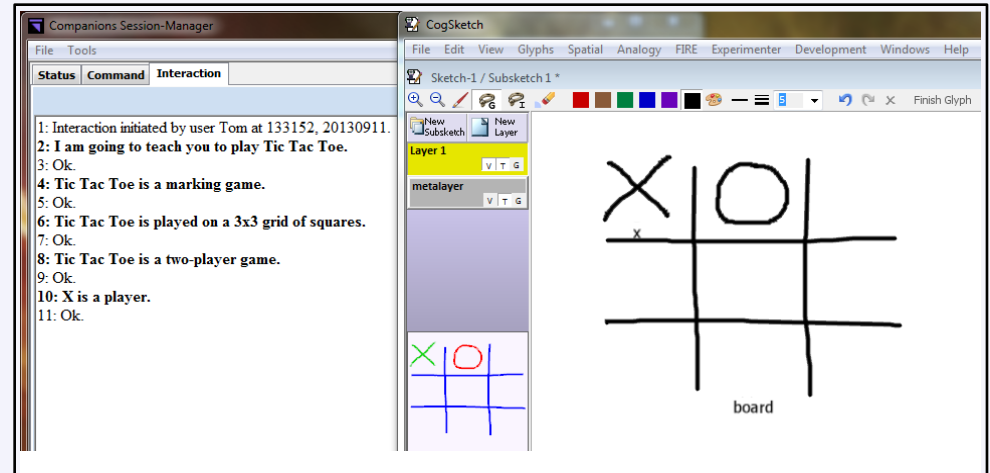 Companions Session-Manager
File Tools
Status Command Interaction
1: Interaction initiated by user Tom at 133152, 20130911.
2: I am going to teach you to play Tic Tac Toe.
3: Ok.
4: Tic Tac Toe is a marking game.
5: Ok.
6: Tic Tac Toe is played on a 3x3 grid of squares.
7: Ok.
8: Tic Tac Toe is a two-player game.
9: Ok.
10: X is a player.
11: Ok.
CogSketch
File Edit View Glyphs Spatial Analogy FIRE Experimenter Development Windows Help
Sketch-1 / Subsketch 1 *
G I 5 Finish Glyph
New Subsketch
New Layer
Layer 1
V T G
metalayer
V T G
X O
x
board
X O